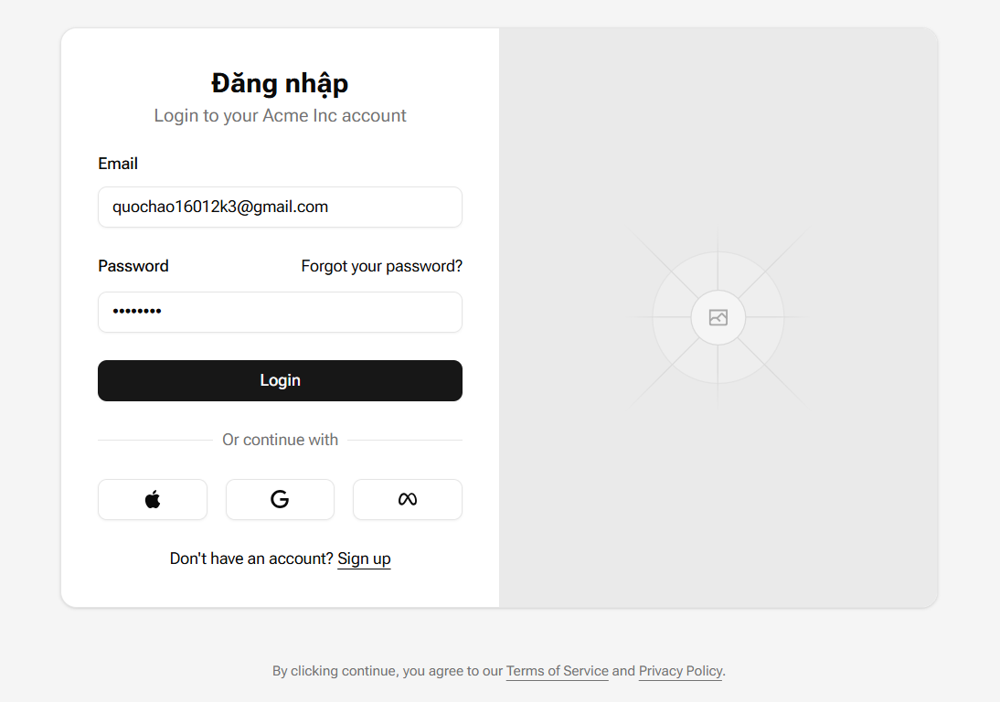 Đăng nhập
Login to your Acme Inc account
Email
quochao16012k3@gmail.com
Password
Forgot your password?
••••••••
Login
Or continue with
Don't have an account? Sign up
By clicking continue, you agree to our Terms of Service and Privacy Policy.